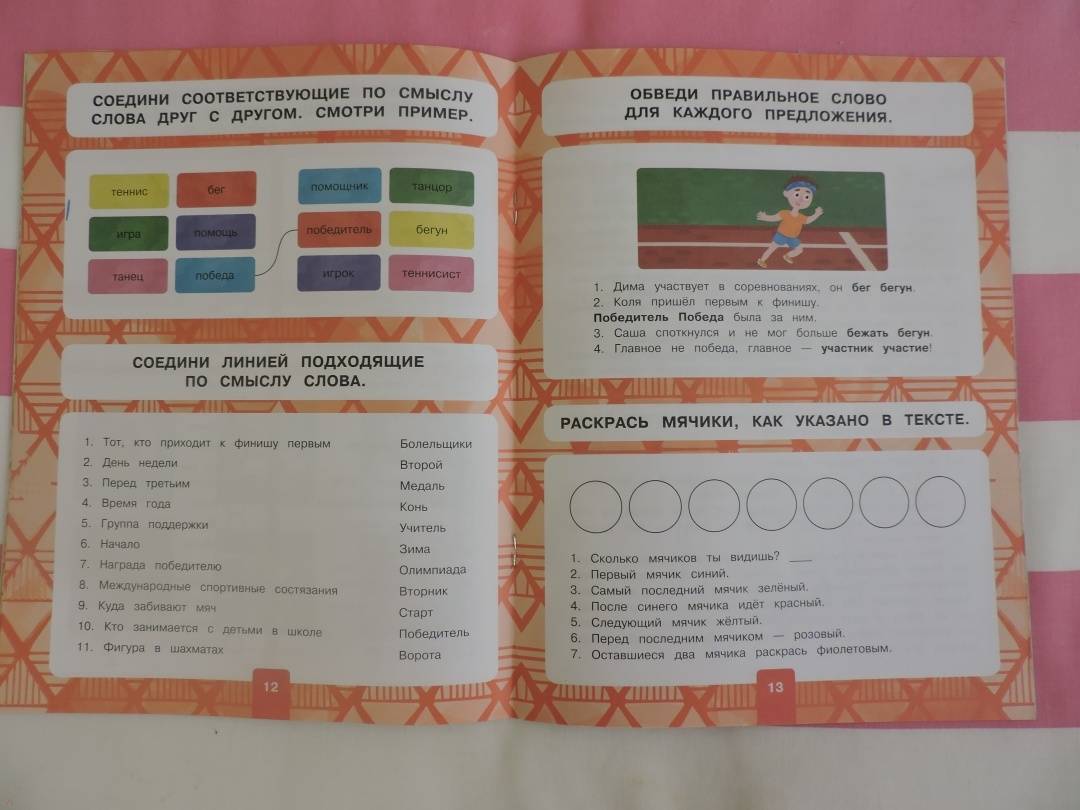 СОЕДИНИ СООТВЕТСТВУЮЩИЕ ПО СМЫСЛУ
СЛОВА ДРУГ С ДРУГОМ. СМОТРИ ПРИМЕР.
теннис бег помощник танцор
игра помощь победитель бегун
танец победа игрок теннисист
СОЕДИНИ ЛИНИЕЙ ПОДХОДЯЩИЕ
ПО СМЫСЛУ СЛОВА.
1. Тот, кто приходит к финишу первым Болельщики
2. День недели Второй
3. Перед третьим Медаль
4. Время года Конь
5. Группа поддержки Учитель
6. Начало Зима
7. Награда победителю Олимпиада
8. Международные спортивные состязания Вторник
9. Куда забивают мяч Старт
10. Кто занимается с детьми в школе Победитель
11. Фигура в шахматах Ворота
12
ОБВЕДИ ПРАВИЛЬНОЕ СЛОВО
ДЛЯ КАЖДОГО ПРЕДЛОЖЕНИЯ.
1. Дима участвует в соревнованиях, он бег бегун.
2. Коля пришёл первым к финишу.
Победитель Победа была за ним.
3. Саша споткнулся и не мог больше бежать бегун.
4. Главное не победа, главное — участник участие!
РАСКРАСЬ МЯЧИКИ, КАК УКАЗАНО В ТЕКСТЕ.
1. Сколько мячиков ты видишь? ___
2. Первый мячик синий.
3. Самый последний мячик зелёный.
4. После синего мячика идёт красный.
5. Следующий мячик жёлтый.
6. Перед последним мячиком — розовый.
7. Оставшиеся два мячика раскрась фиолетовым.
13